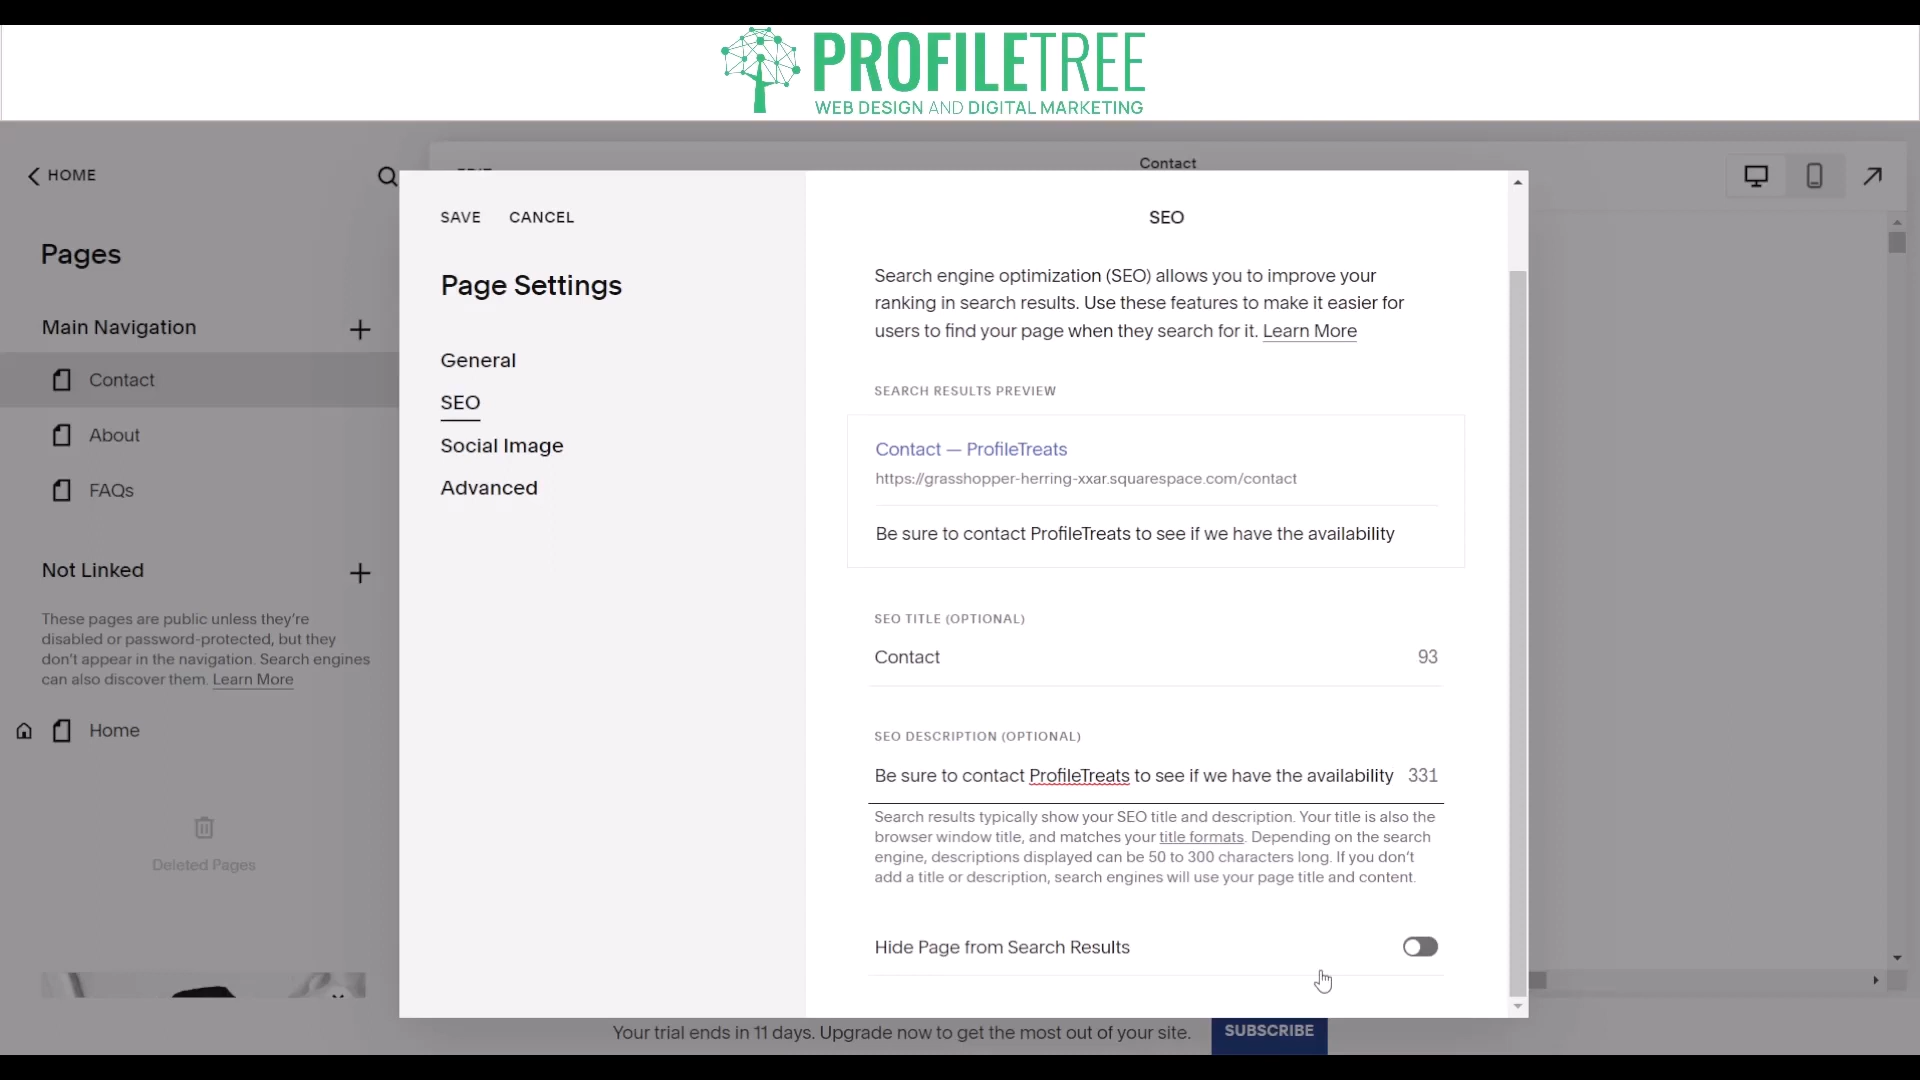 PROFILETREE
WEB DESIGN AND DIGITAL MARKETING
HOME
Contact
Pages
Main Navigation
Contact
About
FAQs
Not Linked
These pages are public unless they're
disabled or password-protected, but they
don't appear in the navigation. Search engines
can also discover them. Learn More
Home
Deleted Pages
SAVE CANCEL
Page Settings
General
SEO
Social Image
Advanced
SEO
Search engine optimization (SEO) allows you to improve your
ranking in search results. Use these features to make it easier for
users to find your page when they search for it. Learn More
SEARCH RESULTS PREVIEW
Contact — ProfileTreats
https://grasshopper-herring-xxar.squarespace.com/contact
Be sure to contact ProfileTreats to see if we have the availability
SEO TITLE (OPTIONAL)
Contact 93
SEO DESCRIPTION (OPTIONAL)
Be sure to contact ProfileTreats to see if we have the availability 331
Search results typically show your SEO title and description. Your title is also the
browser window title, and matches your title formats. Depending on the search
engine, descriptions displayed can be 50 to 300 characters long. If you don't
add a title or description, search engines will use your page title and content.
Hide Page from Search Results
Your trial ends in 11 days. Upgrade now to get the most out of your site. SUBSCRIBE